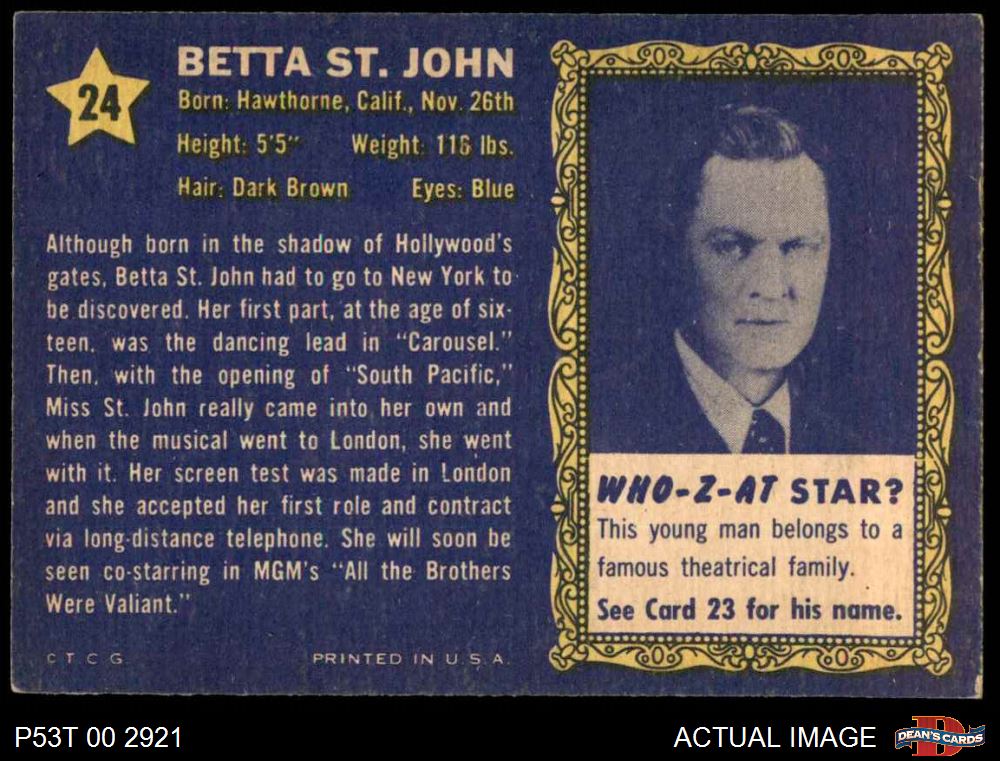 24
BETTA ST. JOHN
Born: Hawthorne, Calif., Nov. 26th
Height: 5'5" Weight: 116 lbs.
Hair: Dark Brown Eyes: Blue
Although born in the shadow of Hollywood's
gates, Betta St. John had to go to New York to
be discovered. Her first part, at the age of six-
teen, was the dancing lead in "Carousel."
Then, with the opening of "South Pacific,"
Miss St. John really came into her own and
when the musical went to London, she went
with it. Her screen test was made in London
and she accepted her first role and contract
via long-distance telephone. She will soon be
seen co-starring in MGM's "All the Brothers
Were Valiant."
C T C G
PRINTED IN U.S.A.
WHO-Z-AT STAR?
This young man belongs to a
famous theatrical family.
See Card 23 for his name.
P53T 00 2921
ACTUAL IMAGE
DEAN'S CARDS